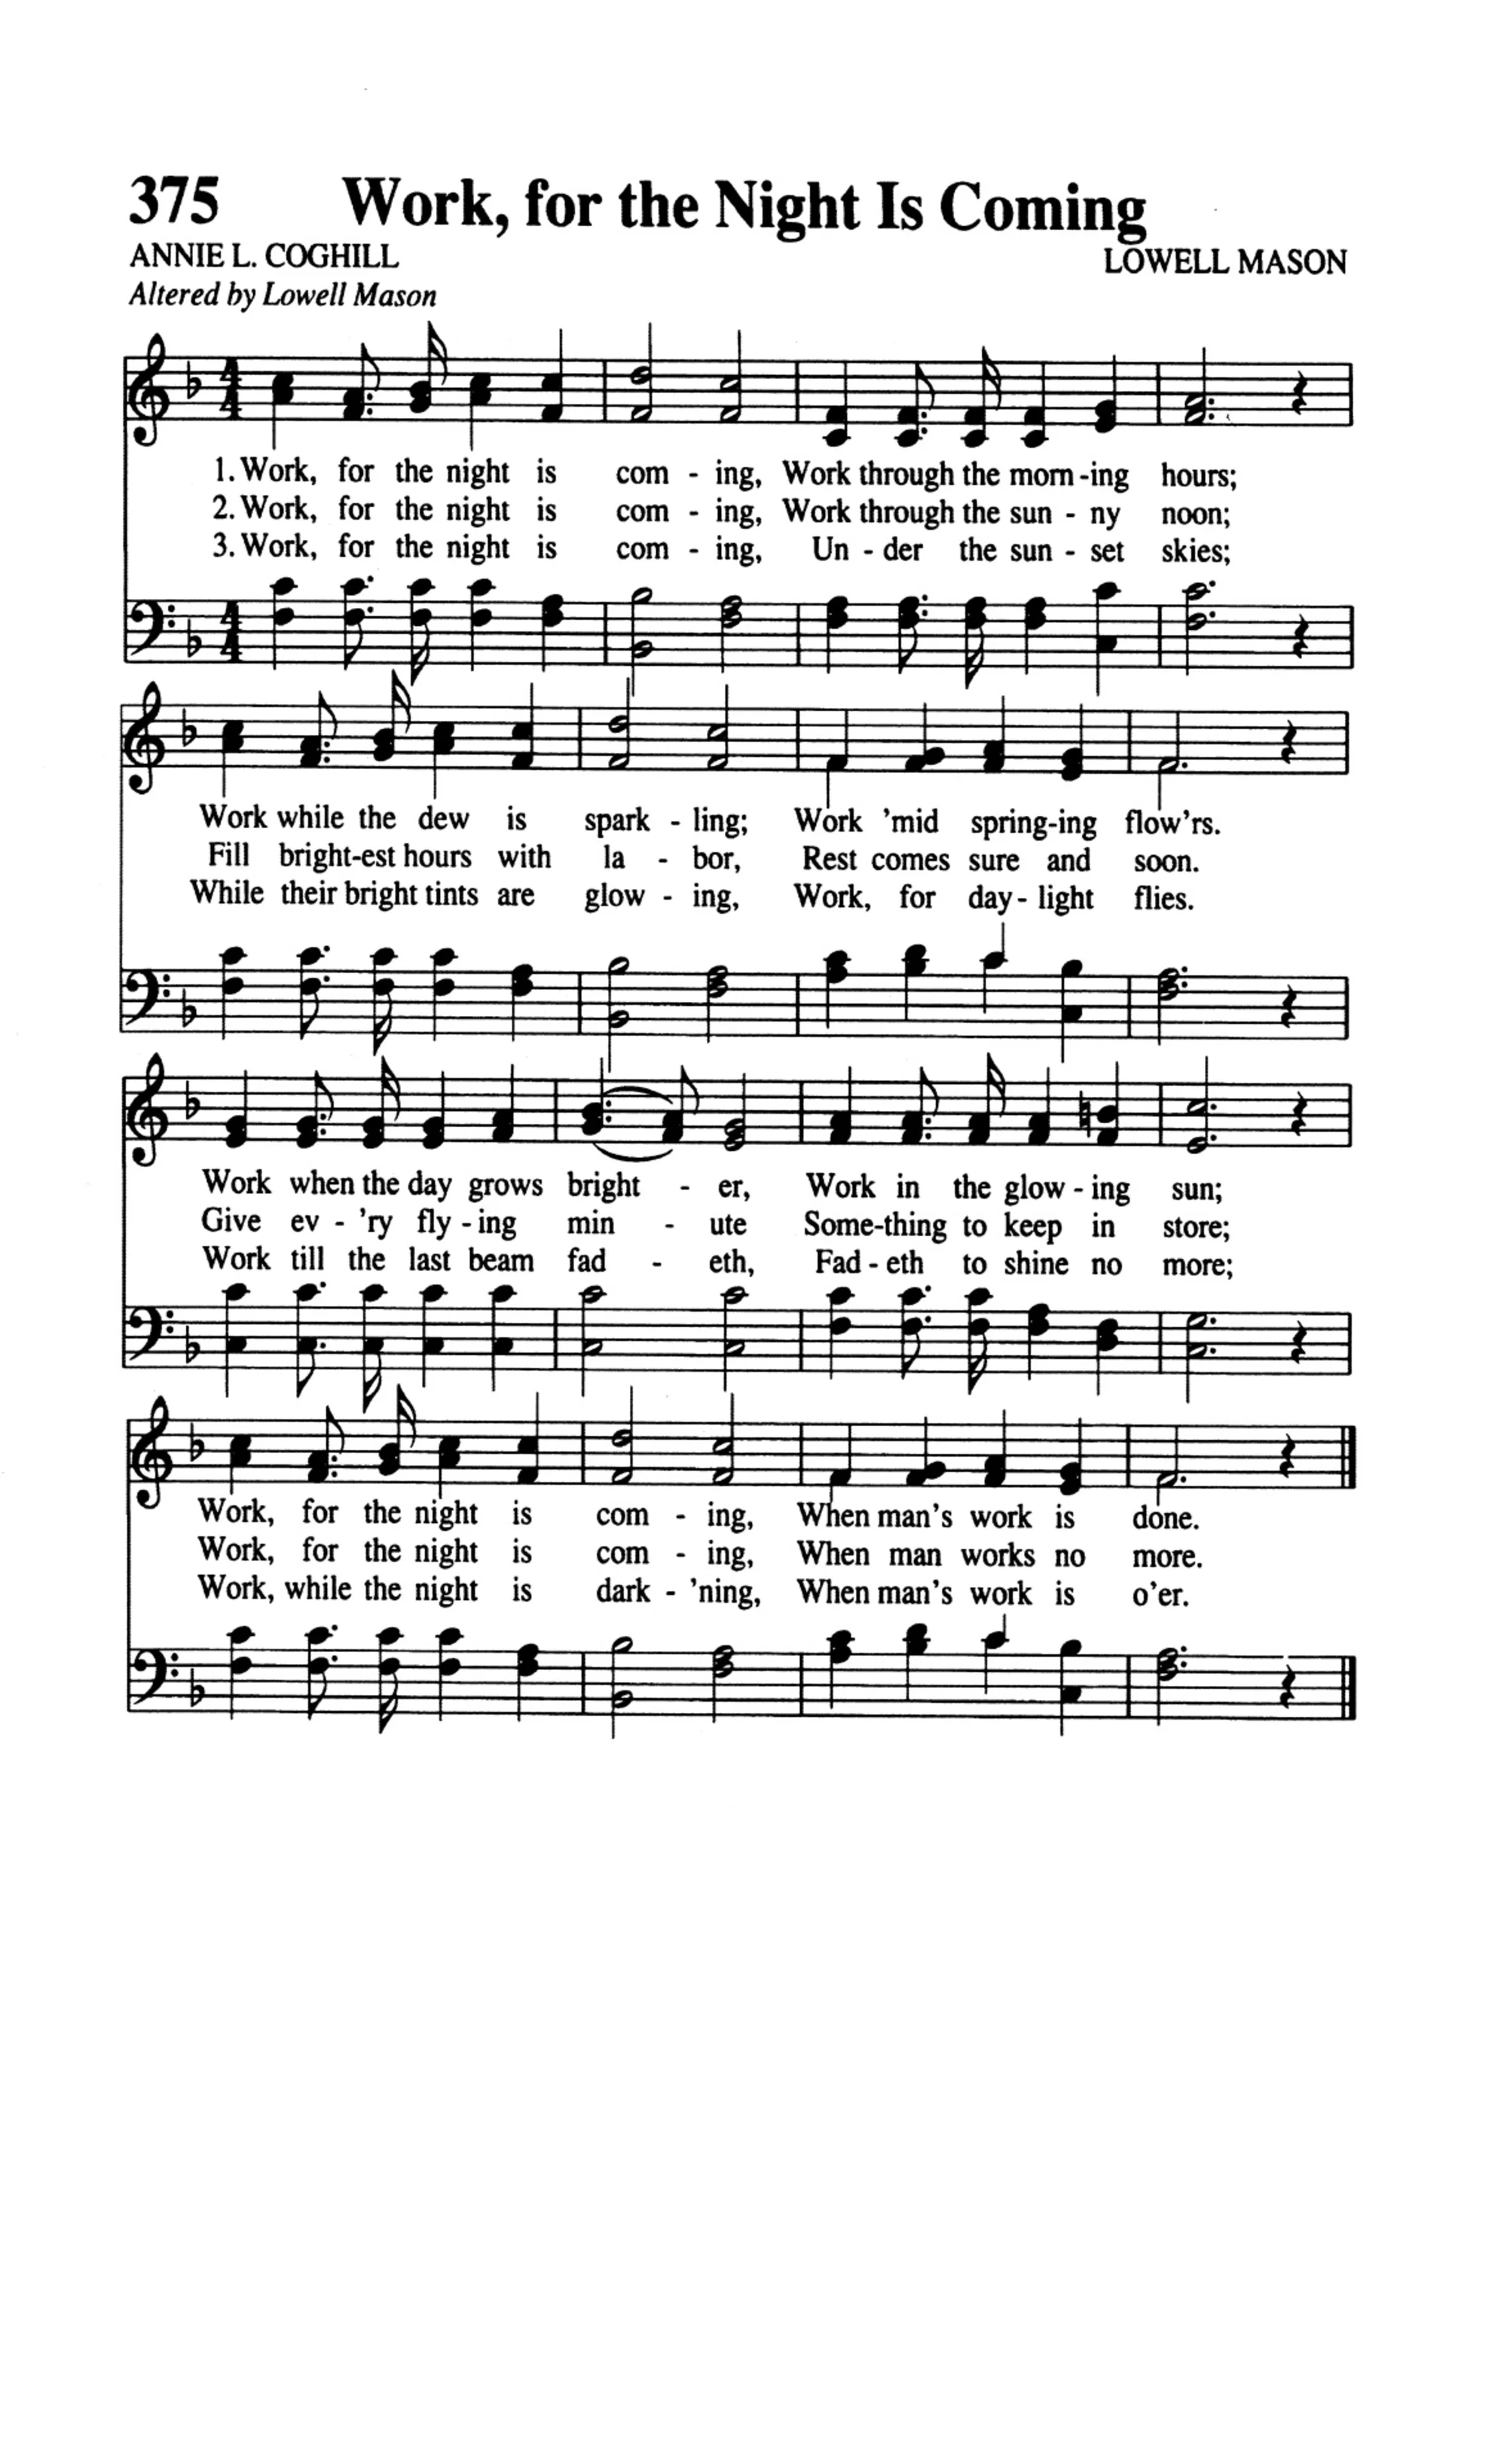 375 Work, for the Night Is Coming
ANNIE L. COGHILL LOWELL MASON
Altered by Lowell Mason
4 4
1. Work, for the night is com - ing, Work through the morn - ing hours;
2. Work, for the night is com - ing, Work through the sun - ny noon;
3. Work, for the night is com - ing, Un - der the sun - set skies;
4 4
Work while the dew is spark - ling; Work 'mid spring-ing flow'rs.
Fill bright-est hours with la - bor, Rest comes sure and soon.
While their bright tints are glow - ing, Work, for day - light flies.
Work when the day grows bright - er, Work in the glow - ing sun;
Give ev - 'ry fly - ing min - ute Some-thing to keep in store;
Work till the last beam fad - eth, Fad - eth to shine no more;
Work, for the night is com - ing, When man's work is done.
Work, for the night is com - ing, When man works no more.
Work, while the night is dark - 'ning, When man's work is o'er.